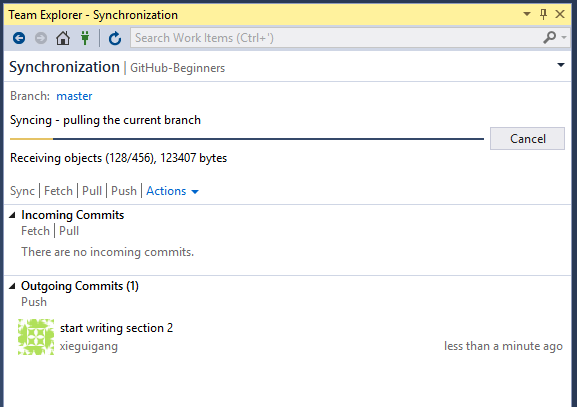 Team Explorer - Synchronization
Search Work Items (Ctrl+')
Synchronization | GitHub-Beginners
Branch: master
Syncing - pulling the current branch
Cancel
Receiving objects (128/456), 123407 bytes
Sync | Fetch | Pull | Push | Actions
Incoming Commits
Fetch | Pull
There are no incoming commits.
Outgoing Commits (1)
Push
start writing section 2
xieguigang less than a minute ago